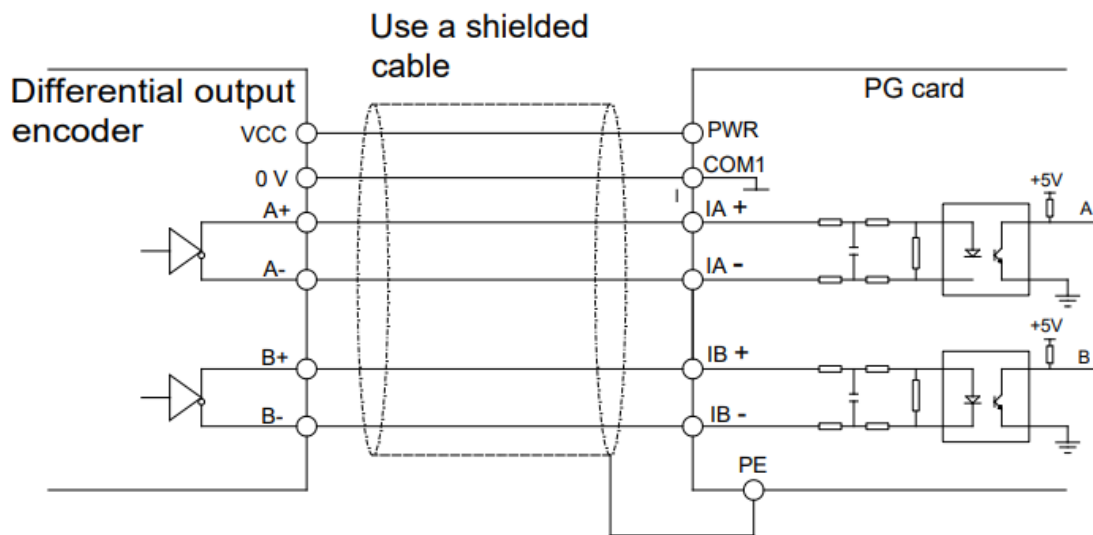 Use a shielded
cable
Differential output
encoder
PG card
VCC
PWR
0 V
COM1
I
+5V
A+
IA +
A
A-
IA -
+5V
B+
IB +
B
B-
IB -
PE